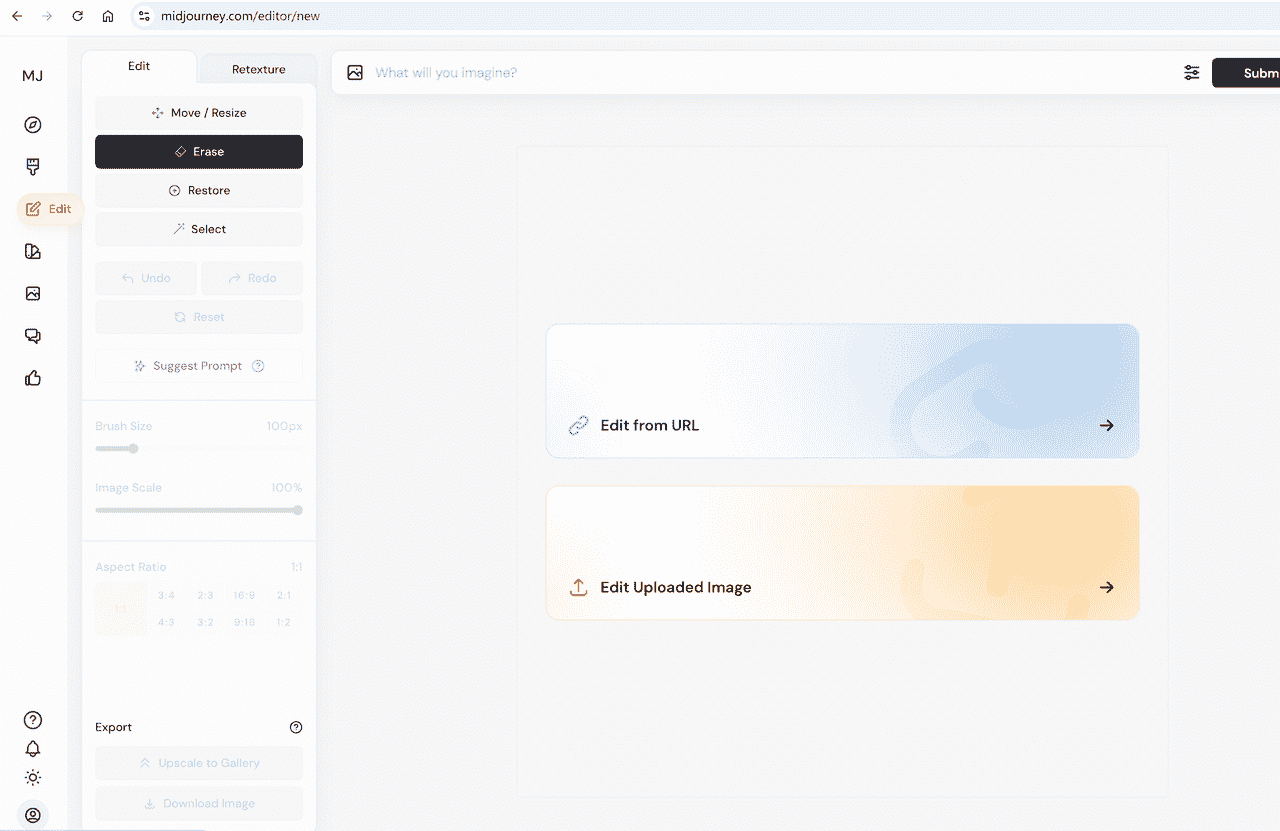 midjourney.com/editor/new
MJ
Edit
Edit
Retexture
Move / Resize
Erase
Restore
Select
Undo
Redo
Reset
Suggest Prompt
Brush Size
100px
Image Scale
100%
Aspect Ratio
1:1
1:1
3:4 2:3 16:9 2:1
4:3 3:2 9:16 1:2
Export
Upscale to Gallery
Download Image
What will you imagine?
Subm
Edit from URL
Edit Uploaded Image